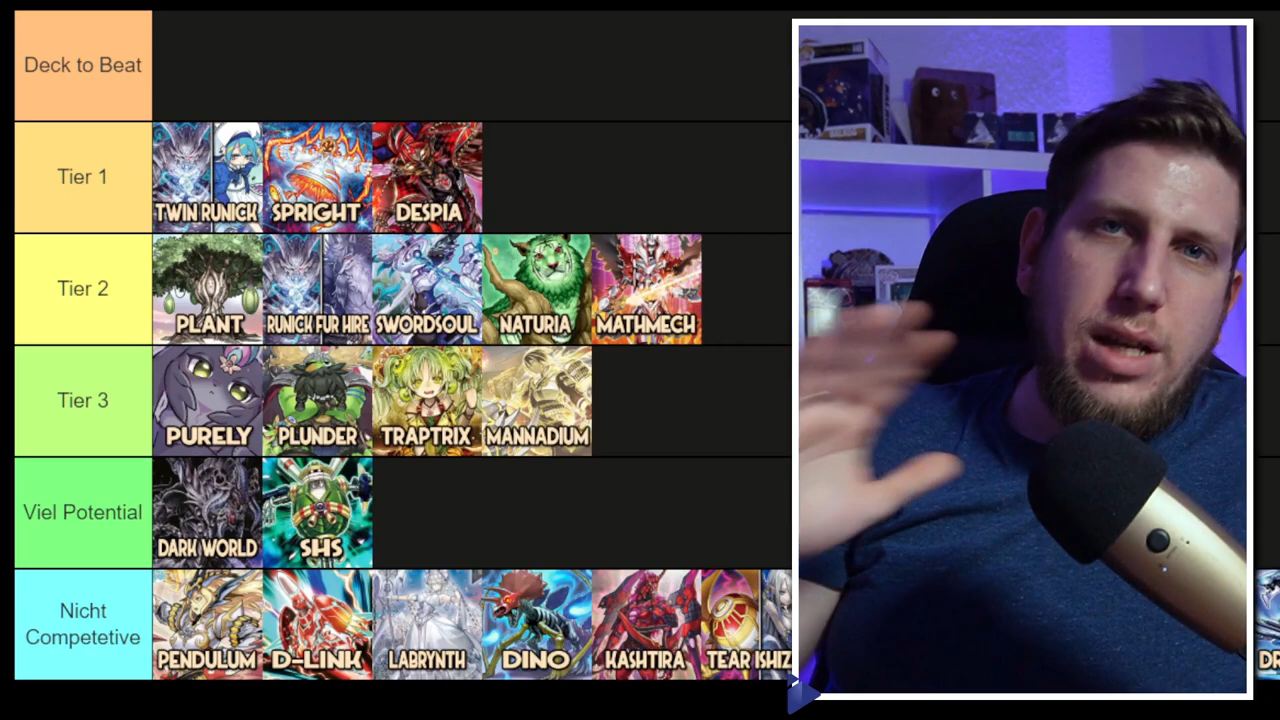 Deck to Beat
Tier 1
TWIN RUNICK
SPRIGHT
DESPIA
Tier 2
PLANT
RUNICK FUR HIRE
SWORDSOUL
NATURIA
MATHMECH
Tier 3
PURELY
PLUNDER
TRAPTRIX
MANNADIUM
Viel Potential
DARK WORLD
SHS
Nicht
Competetive
PENDULUM
D-LINK
LABRYNTH
DINO
KASHTIRA
TEAR ISHIZ
DR